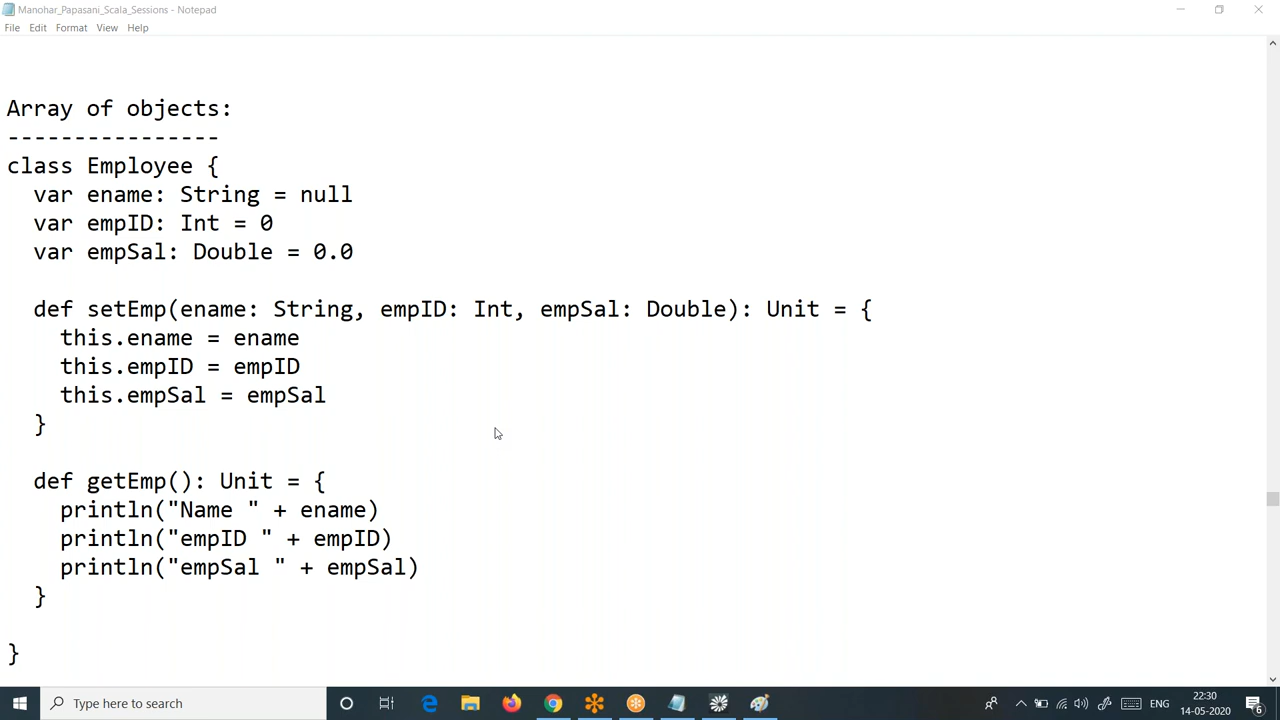 Manohar_Papasani_Scala_Sessions - Notepad
File Edit Format View Help
Array of objects:
----------------
class Employee {
  var ename: String = null
  var empID: Int = 0
  var empSal: Double = 0.0
  def setEmp(ename: String, empID: Int, empSal: Double): Unit = {
    this.ename = ename
    this.empID = empID
    this.empSal = empSal
  }
  def getEmp(): Unit = {
    println("Name " + ename)
    println("empID " + empID)
    println("empSal " + empSal)
  }
}
Type here to search
ENG
22:30
14-05-2020
6